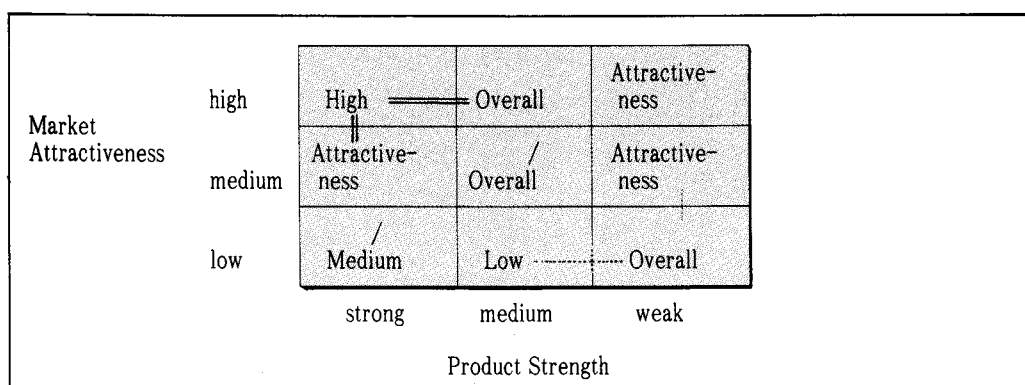 Attractive-
high High Overall ness
Market
Attractiveness
Attractive- Attractive-
medium ness Overall ness
low Medium Low Overall
strong medium weak
Product Strength